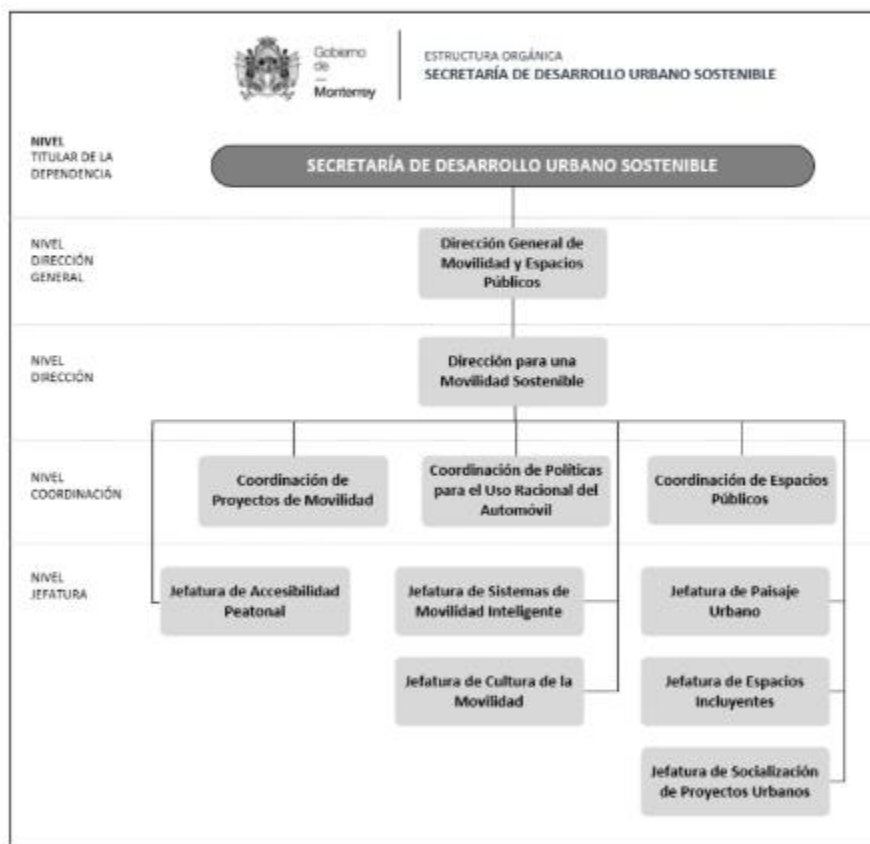 Gobierno
de
—
Monterrey
ESTRUCTURA ORGÁNICA
SECRETARÍA DE DESARROLLO URBANO SOSTENIBLE
NIVEL
TITULAR DE LA
DEPENDENCIA
SECRETARÍA DE DESARROLLO URBANO SOSTENIBLE
NIVEL
DIRECCIÓN
GENERAL
Dirección General de
Movilidad y Espacios
Públicos
NIVEL
DIRECCIÓN
Dirección para una
Movilidad Sostenible
NIVEL
COORDINACIÓN
Coordinación de
Proyectos de Movilidad
Coordinación de Políticas
para el Uso Racional del
Automóvil
Coordinación de Espacios
Públicos
NIVEL
JEFATURA
Jefatura de Accesibilidad
Peatonal
Jefatura de Sistemas de
Movilidad Inteligente
Jefatura de Paisaje
Urbano
Jefatura de Cultura de la
Movilidad
Jefatura de Espacios
Incluyentes
Jefatura de Socialización
de Proyectos Urbanos